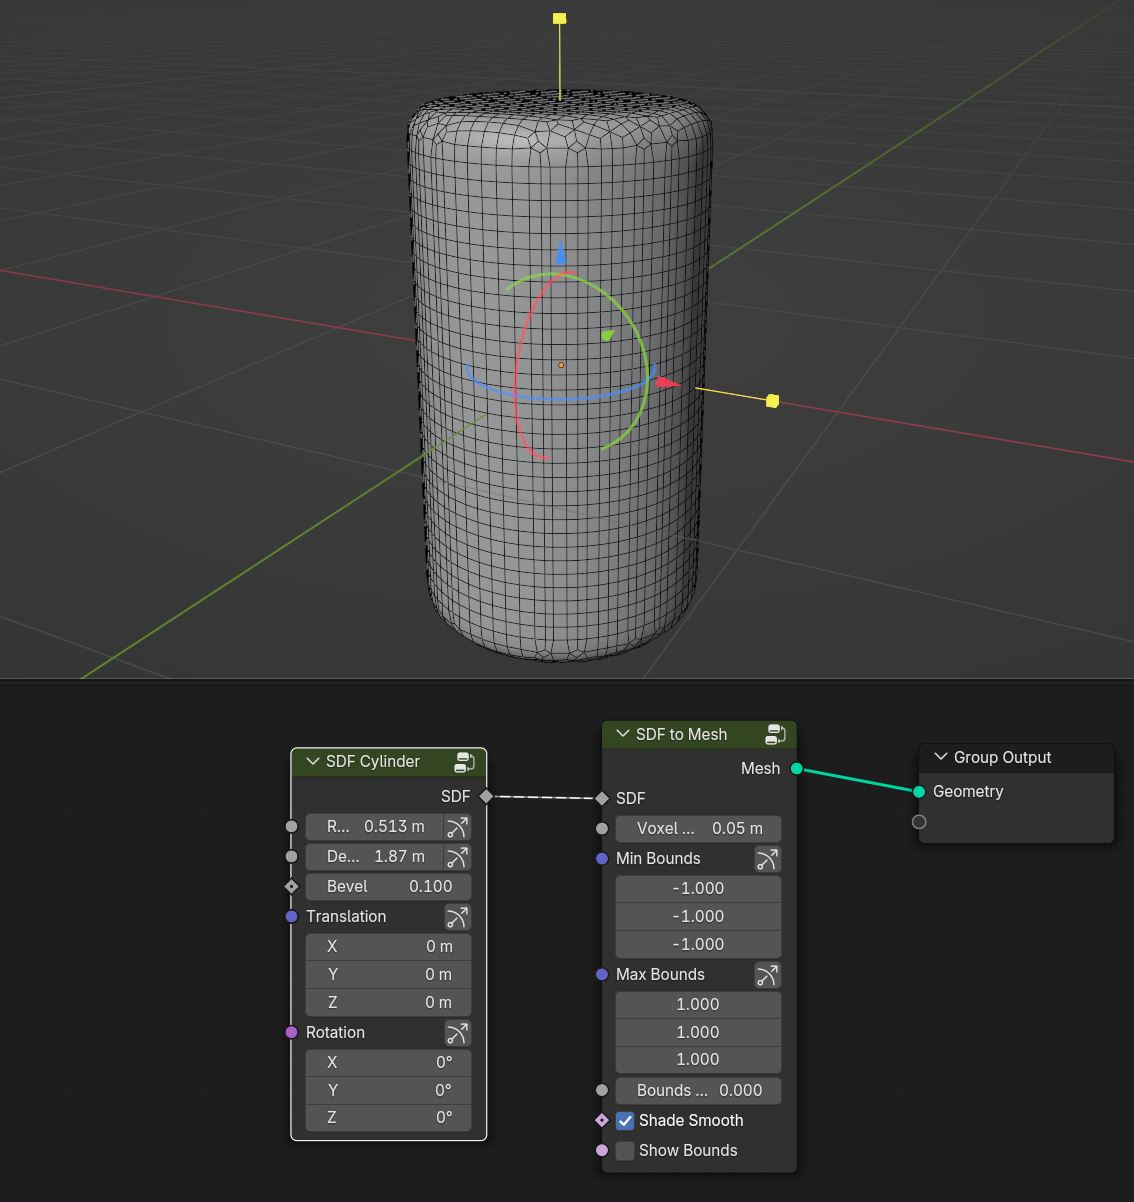 SDF Cylinder
SDF
R... 0.513 m
De... 1.87 m
Bevel 0.100
Translation
X 0 m
Y 0 m
Z 0 m
Rotation
X 0°
Y 0°
Z 0°
SDF to Mesh
Mesh
SDF
Voxel ... 0.05 m
Min Bounds
-1.000
-1.000
-1.000
Max Bounds
1.000
1.000
1.000
Bounds ... 0.000
Shade Smooth
Show Bounds
Group Output
Geometry